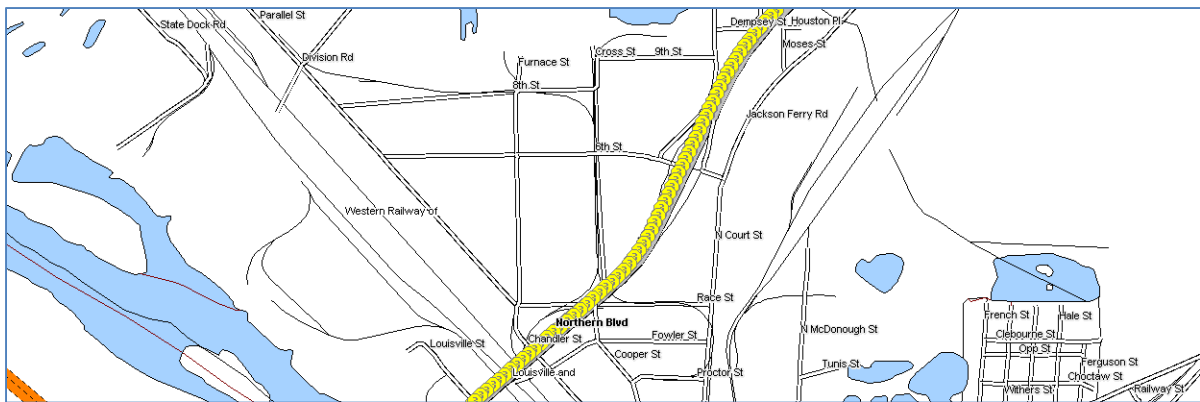 Parallel St
State Dock Rd
Dempsey St
Houston Pl
Moses St
Cross St
9th St
Division Rd
Furnace St
8th St
Jackson Ferry Rd
6th St
Western Railway of
N Court St
Race St
Northern Blvd
N McDonough St
French St
Hale St
Clebourne St
Fowler St
Chandler St
Louisville St
Opp St
Cooper St
Ferguson St
Tunis St
Louisville and
Proctor St
Choctaw St
Withers St
Railway St